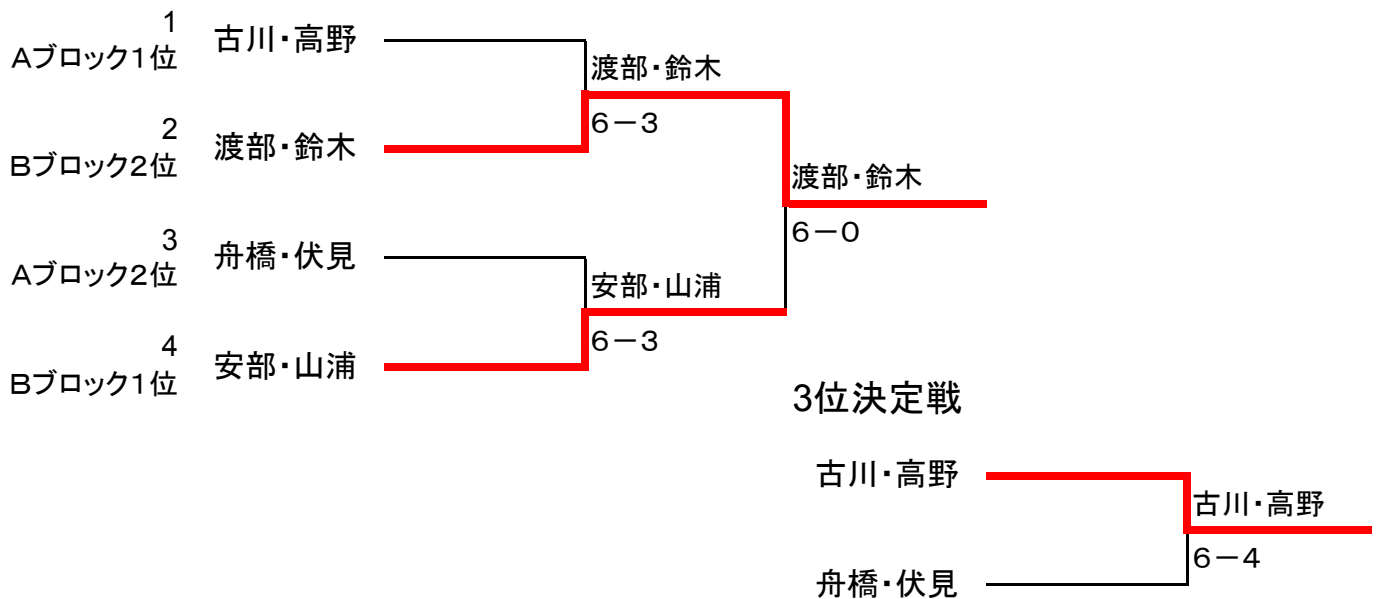 1
Aブロック1位
古川・高野
渡部・鈴木
6-3
2
Bブロック2位
渡部・鈴木
渡部・鈴木
6-0
3
Aブロック2位
舟橋・伏見
安部・山浦
6-3
4
Bブロック1位
安部・山浦
3位決定戦
古川・高野
古川・高野
6-4
舟橋・伏見